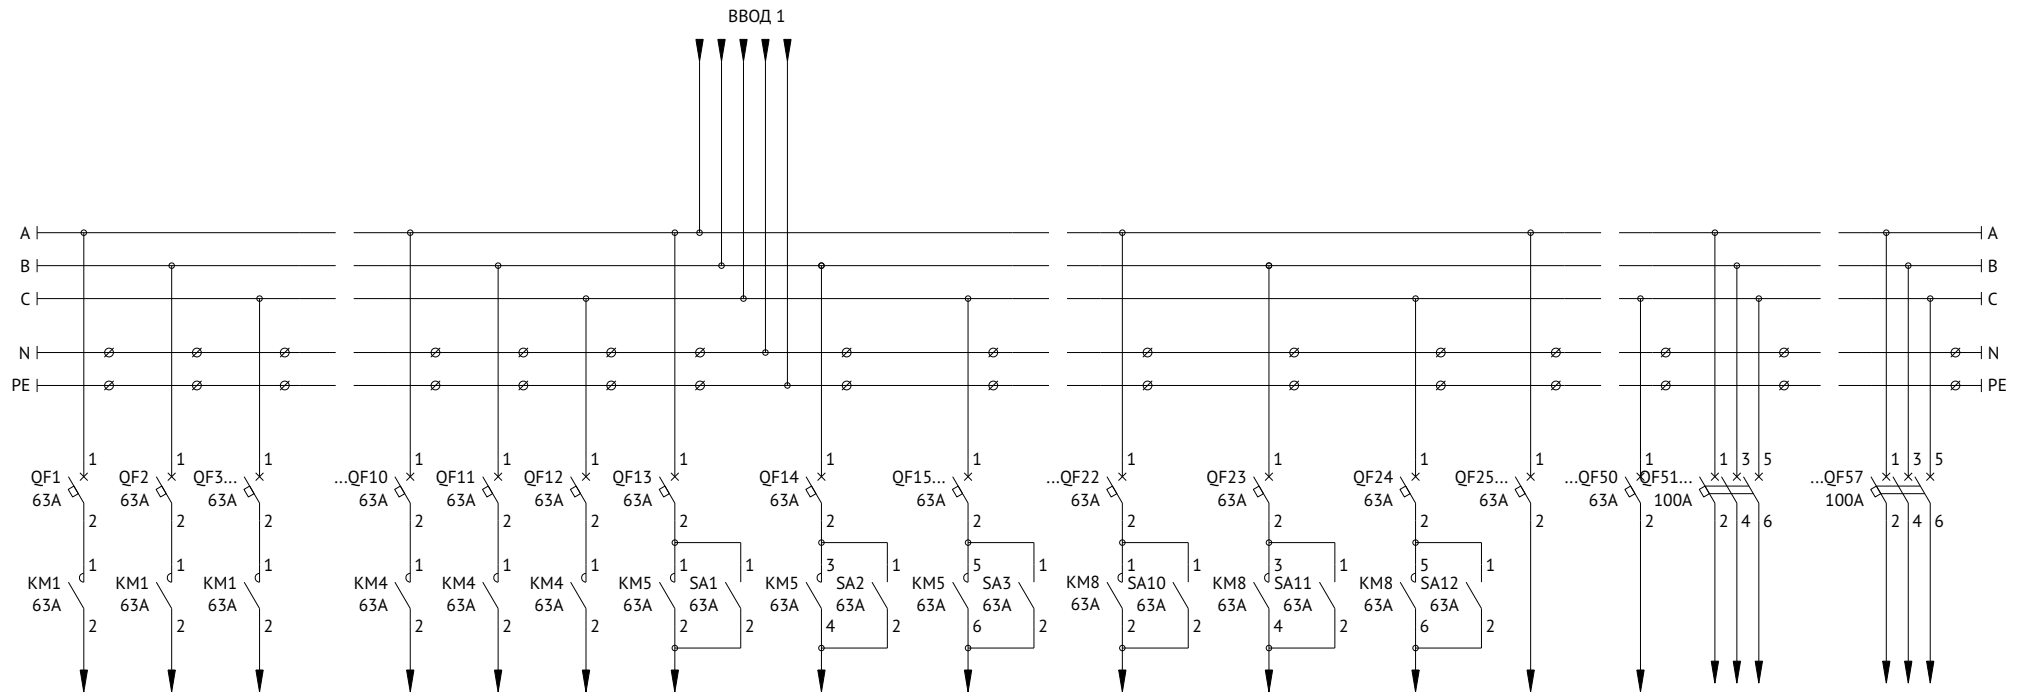 ВВОД 1
A A
B B
C C
N N
PE PE
1 1 1 1 1 1 1 1 1 1 1 1 1 1 1 3 5 1 3 5
QF1 QF2 QF3... ...QF10 QF11 QF12 QF13 QF14 QF15... ...QF22 QF23 QF24 QF25... ...QF50 QF51... ...QF57
63A 63A 63A 63A 63A 63A 63A 63A 63A 63A 63A 63A 63A 63A 100A 100A
2 2 2 2 2 2 2 2 2 2 2 2 2 2 2 4 6 2 4 6
1 1 1 1 1 1 1 1 3 1 5 1 1 1 3 1 5 1
KM1 KM1 KM1 KM4 KM4 KM4 KM5 SA1 KM5 SA2 KM5 SA3 KM8 SA10 KM8 SA11 KM8 SA12
63A 63A 63A 63A 63A 63A 63A 63A 63A 63A 63A 63A 63A 63A 63A 63A 63A 63A
2 2 2 2 2 2 2 2 4 2 6 2 2 2 4 2 6 2